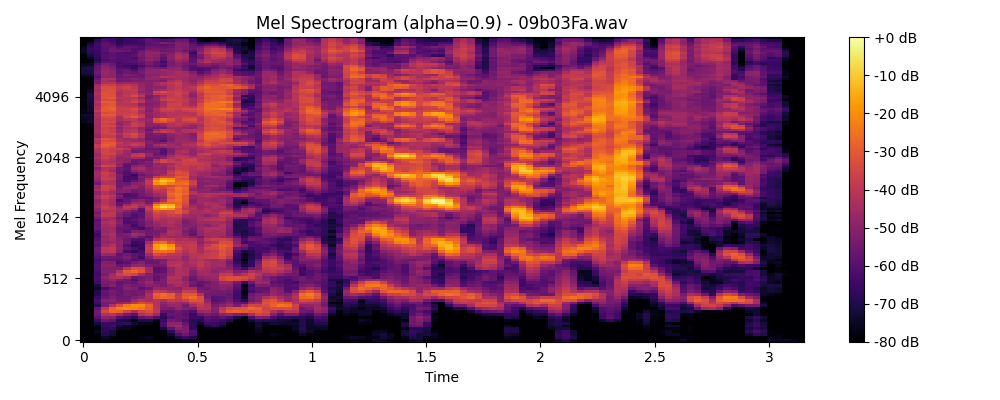 Mel Spectrogram (alpha=0.9) - 09b03Fa.wav
Mel Frequency
4096
2048
1024
512
0
0
0.5
1
1.5
2
2.5
3
Time
+0 dB
-10 dB
-20 dB
-30 dB
-40 dB
-50 dB
-60 dB
-70 dB
-80 dB